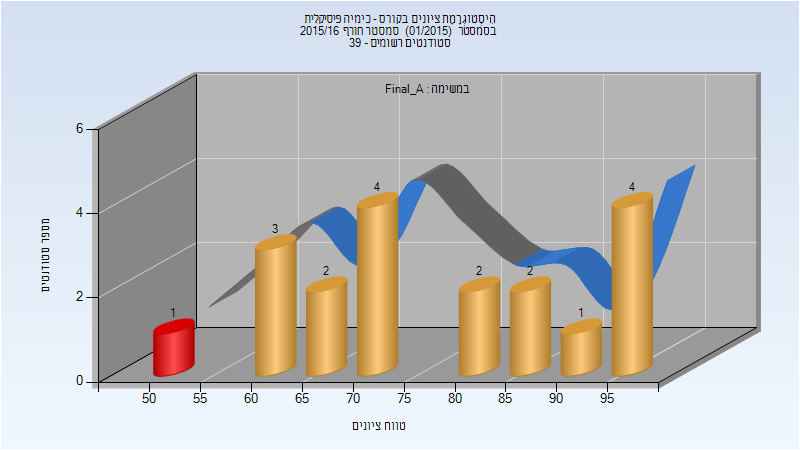 היסטוגרמת ציונים בקורס - כימיה פיסיקלית
בסמסטר (01/2015) סמסטר חורף 2015/16
סטודנטים רשומים - 39
במשימה : Final_A
מספר סטודנטים
6
4
2
0
1
3
2
4
2
2
1
4
50 55 60 65 70 75 80 85 90 95
טווח ציונים